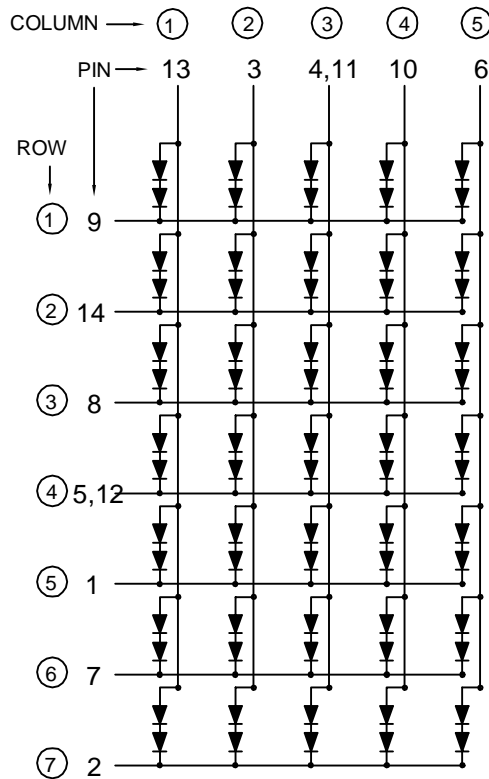 COLUMN ① ② ③ ④ ⑤
PIN 13 3 4,11 10 6
ROW
① 9
② 14
③ 8
④ 5,12
⑤ 1
⑥ 7
⑦ 2